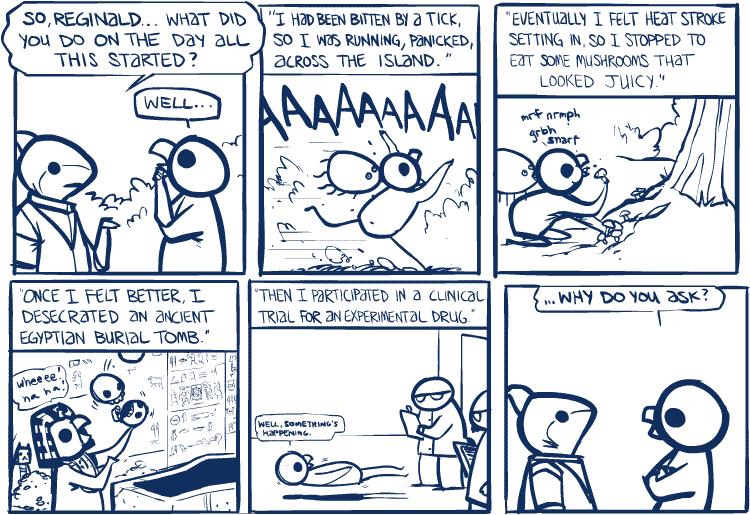 SO, REGINALD... WHAT DID
YOU DO ON THE DAY ALL
THIS STARTED?
WELL...
"I HAD BEEN BITTEN BY A TICK,
SO I WAS RUNNING, PANICKED,
ACROSS THE ISLAND."
AAAAAAAAA
"EVENTUALLY I FELT HEAT STROKE
SETTING IN, SO I STOPPED TO
EAT SOME MUSHROOMS THAT
LOOKED JUICY."
mrf nrmph
grbh
snarf
"ONCE I FELT BETTER, I
DESECRATED AN ANCIENT
EGYPTIAN BURIAL TOMB."
wheeee!
ha ha!
"THEN I PARTICIPATED IN A CLINICAL
TRIAL FOR AN EXPERIMENTAL DRUG."
WELL, SOMETHING'S
HAPPENING.
...WHY DO YOU ASK?